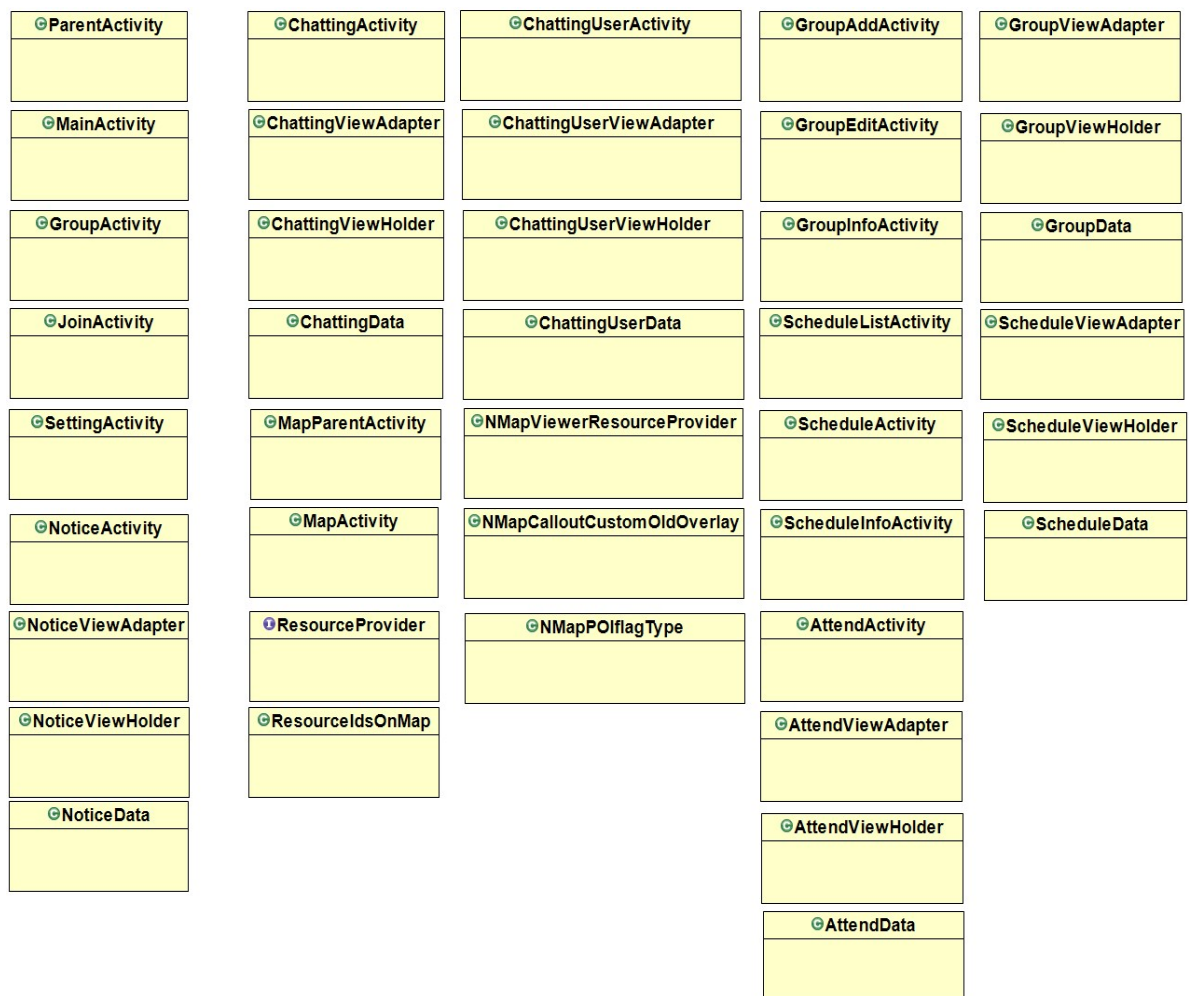 ParentActivity
MainActivity
GroupActivity
JoinActivity
SettingActivity
NoticeActivity
NoticeViewAdapter
NoticeViewHolder
NoticeData
ChattingActivity
ChattingViewAdapter
ChattingViewHolder
ChattingData
MapParentActivity
MapActivity
ResourceProvider
ResourceIdsOnMap
ChattingUserActivity
ChattingUserViewAdapter
ChattingUserViewHolder
ChattingUserData
NMapViewerResourceProvider
NMapCalloutCustomOldOverlay
NMapPOIflagType
GroupAddActivity
GroupEditActivity
GroupInfoActivity
ScheduleListActivity
ScheduleActivity
ScheduleInfoActivity
AttendActivity
AttendViewAdapter
AttendViewHolder
AttendData
GroupViewAdapter
GroupViewHolder
GroupData
ScheduleViewAdapter
ScheduleViewHolder
ScheduleData